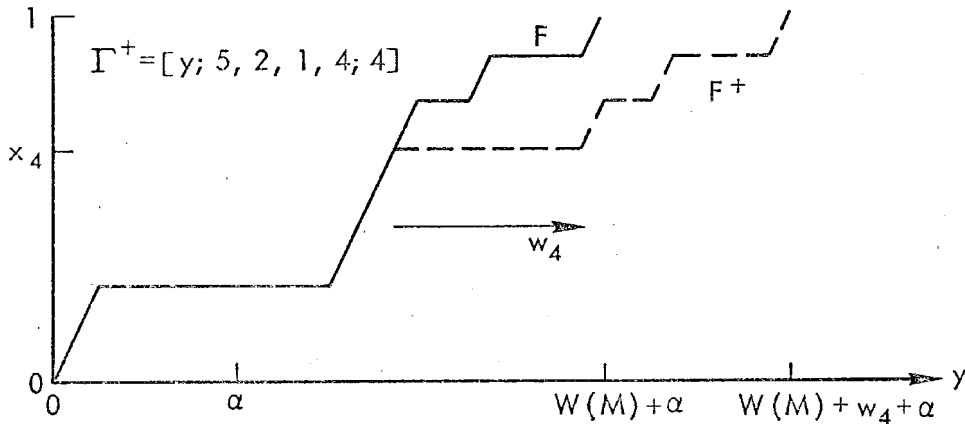 1
Γ⁺=[y; 5, 2, 1, 4; 4]
F
F⁺
x₄
w₄
0
0
α
W(M)+α
W(M)+w₄+α
y